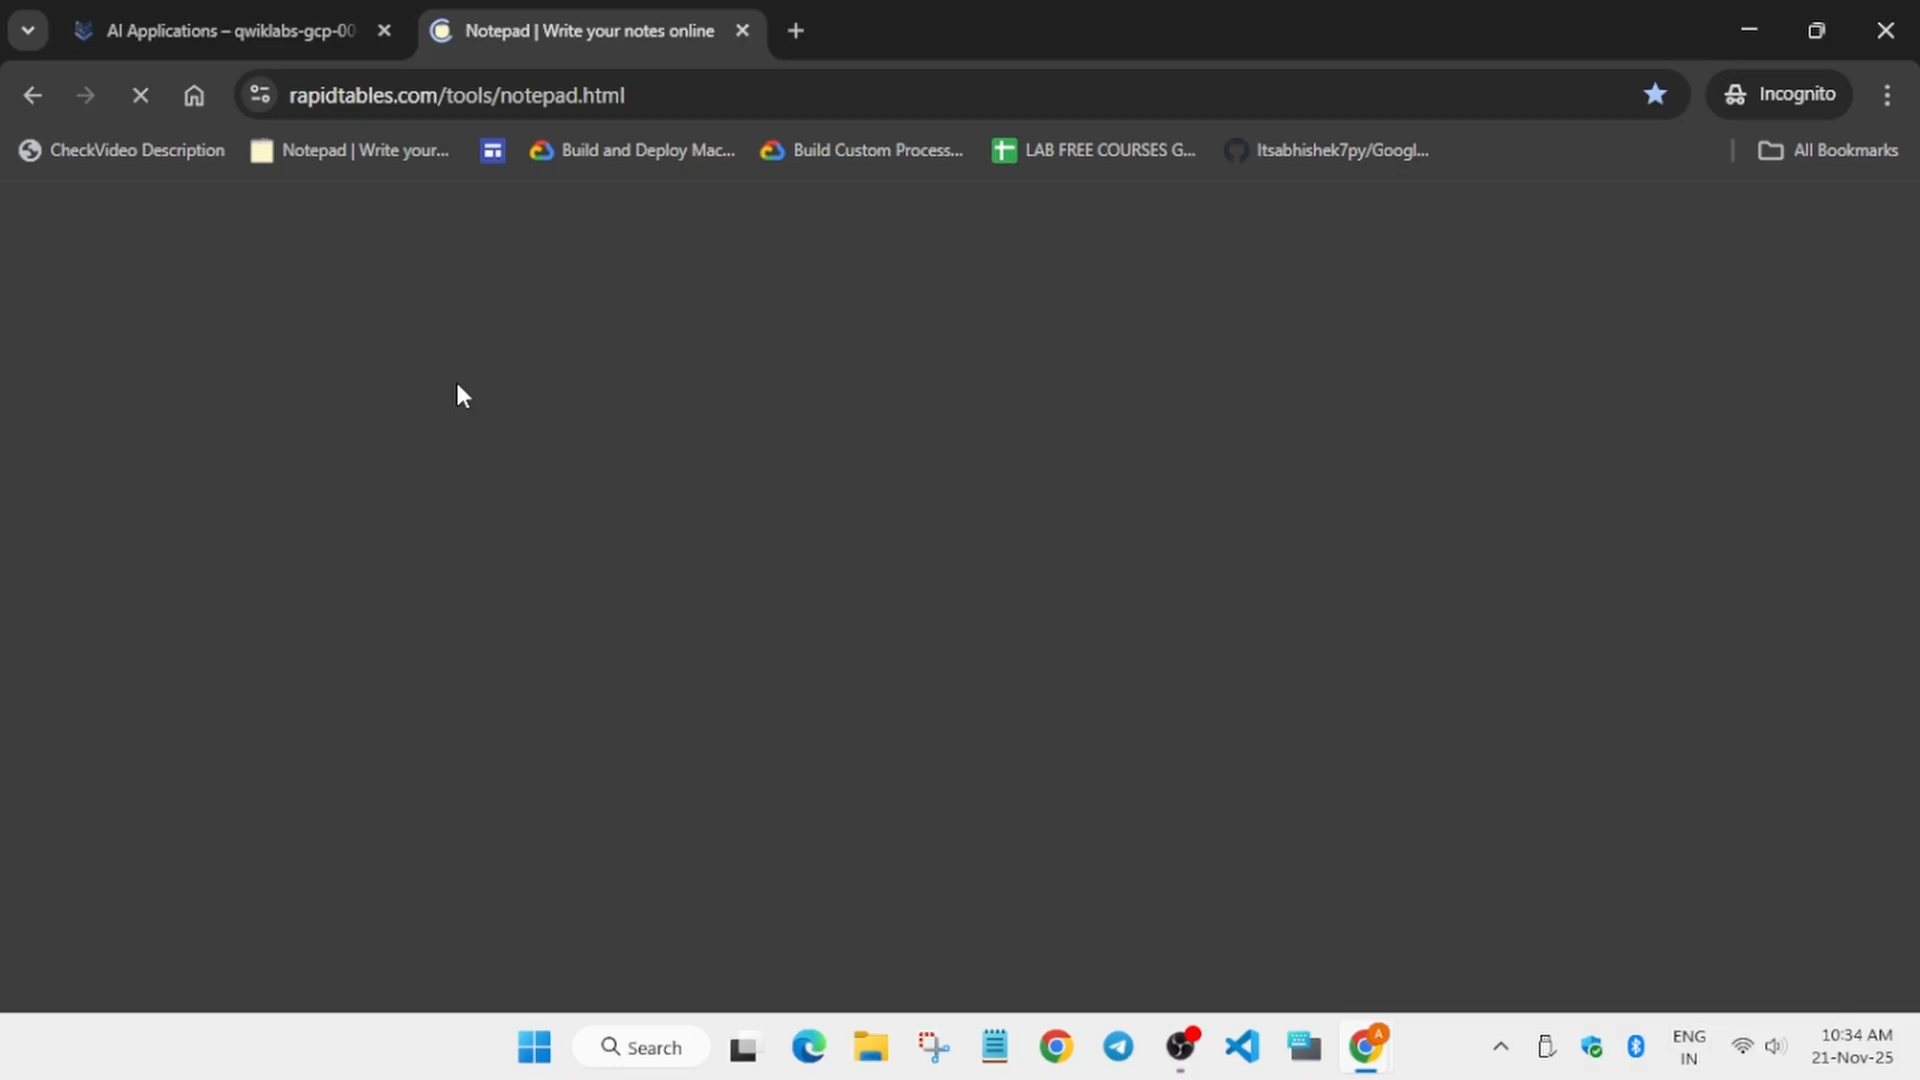 AI Applications – qwiklabs-gcp-00
Notepad | Write your notes online
rapidtables.com/tools/notepad.html
Incognito
CheckVideo Description
Notepad | Write your...
Build and Deploy Mac...
Build Custom Process...
LAB FREE COURSES G...
Itsabhishek7py/Googl...
All Bookmarks
Search
A
ENG
IN
10:34 AM
21-Nov-25